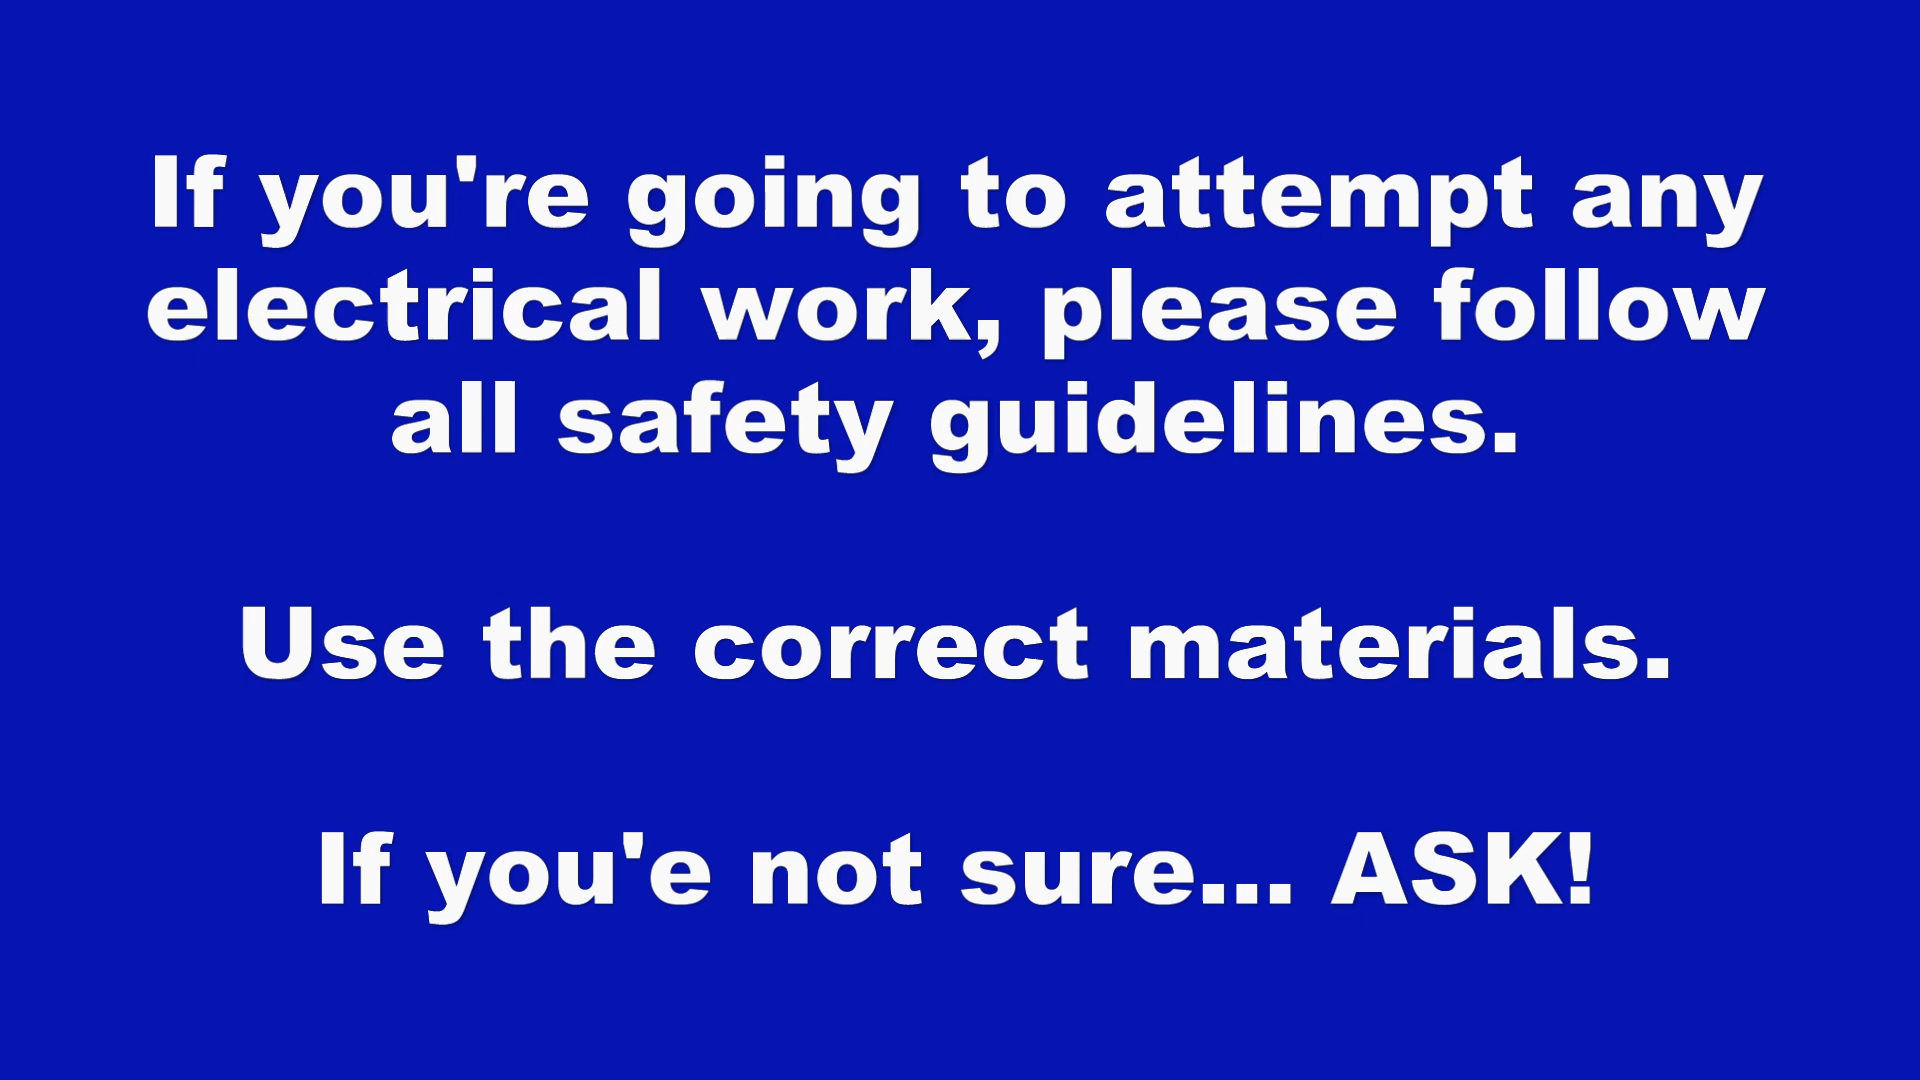 If you're going to attempt any
electrical work, please follow
all safety guidelines.
Use the correct materials.
If you'e not sure... ASK!